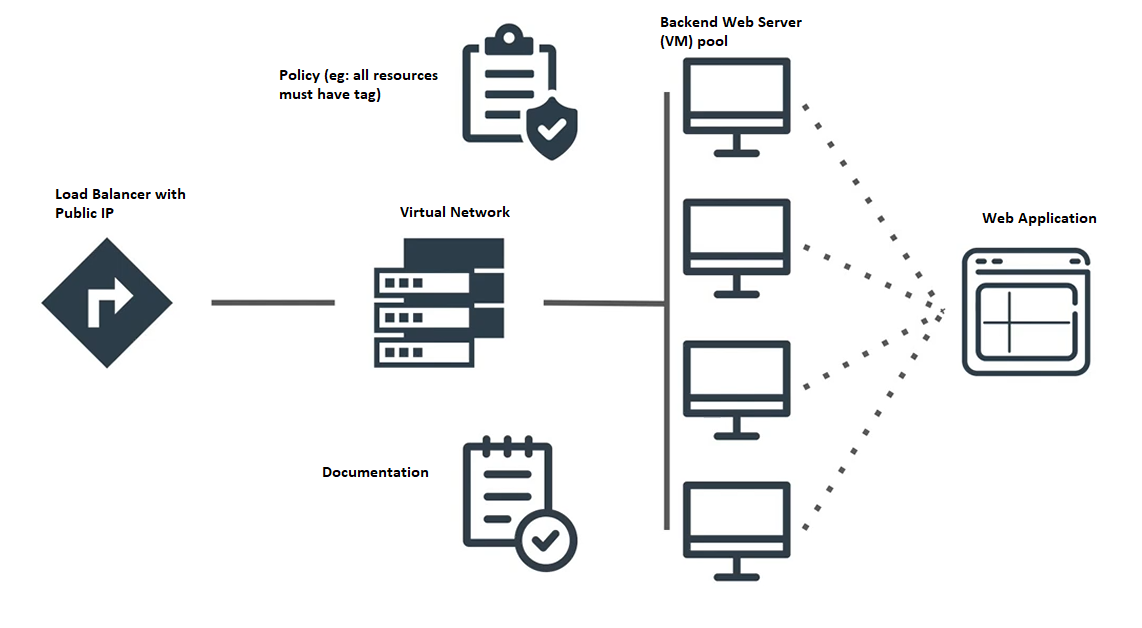 Backend Web Server
(VM) pool
Policy (eg: all resources
must have tag)
Load Balancer with
Public IP
Virtual Network
Web Application
Documentation